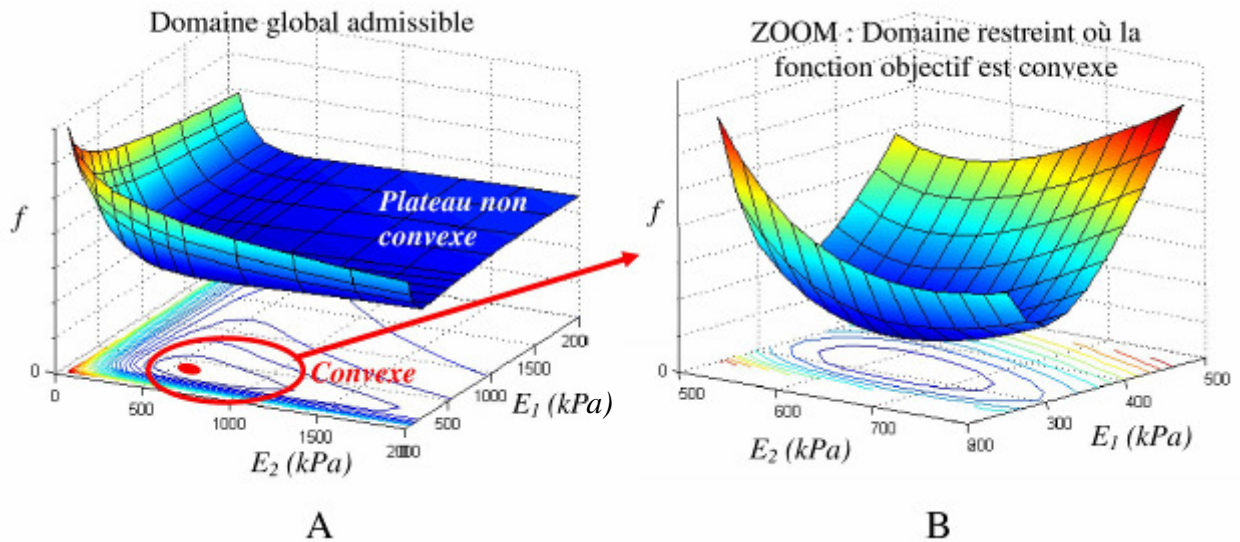 Domaine global admissible
ZOOM : Domaine restreint où la
fonction objectif est convexe
f
Plateau non
convexe
Convexe
0
0
500
1000
1500
E2 (kPa)
500
1000
1500
E1 (kPa)
f
0
500
600
700
800
E2 (kPa)
300
400
500
E1 (kPa)
A
B